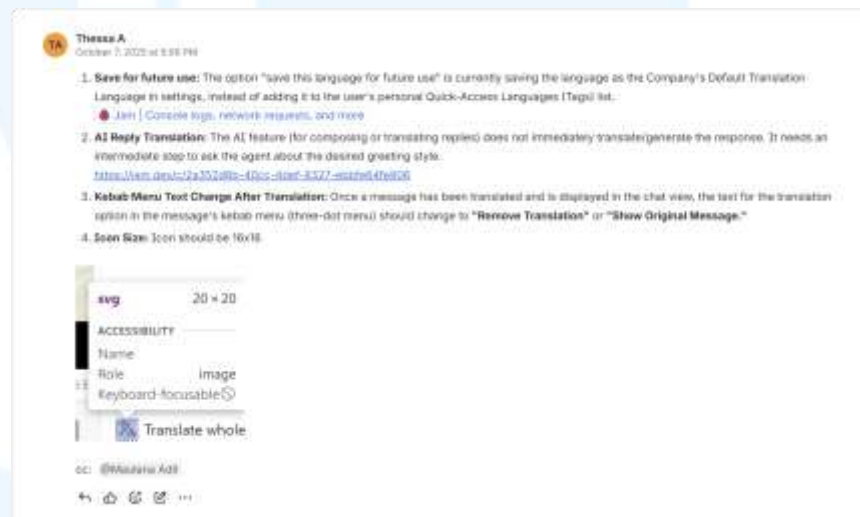 TA
Thessa A
October 7, 2025 at 5:55 PM
1. Save for future use: The option "save this language for future use" is currently saving the language as the Company's Default Translation
Language in settings, instead of adding it to the user's personal Quick-Access Languages (Tags) list.
Jam | Console logs, network requests, and more
2. AI Reply Translation: The AI feature (for composing or translating replies) does not immediately translate/generate the response. It needs an
intermediate step to ask the agent about the desired greeting style.
3. Kebab Menu Text Change After Translation: Once a message has been translated and is displayed in the chat view, the text for the translation
option in the message's kebab menu (three-dot menu) should change to "Remove Translation" or "Show Original Message."
4. Icon Size: Icon should be 16x16
svg 20 × 20
ACCESSIBILITY
Name
Role image
Keyboard-focusable
Translate whole
cc: @Maulana Adil